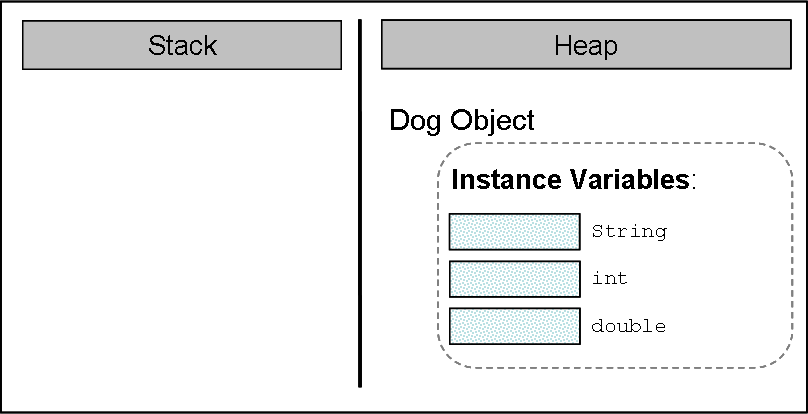 Stack
Heap
Dog Object
Instance Variables:
String
int
double